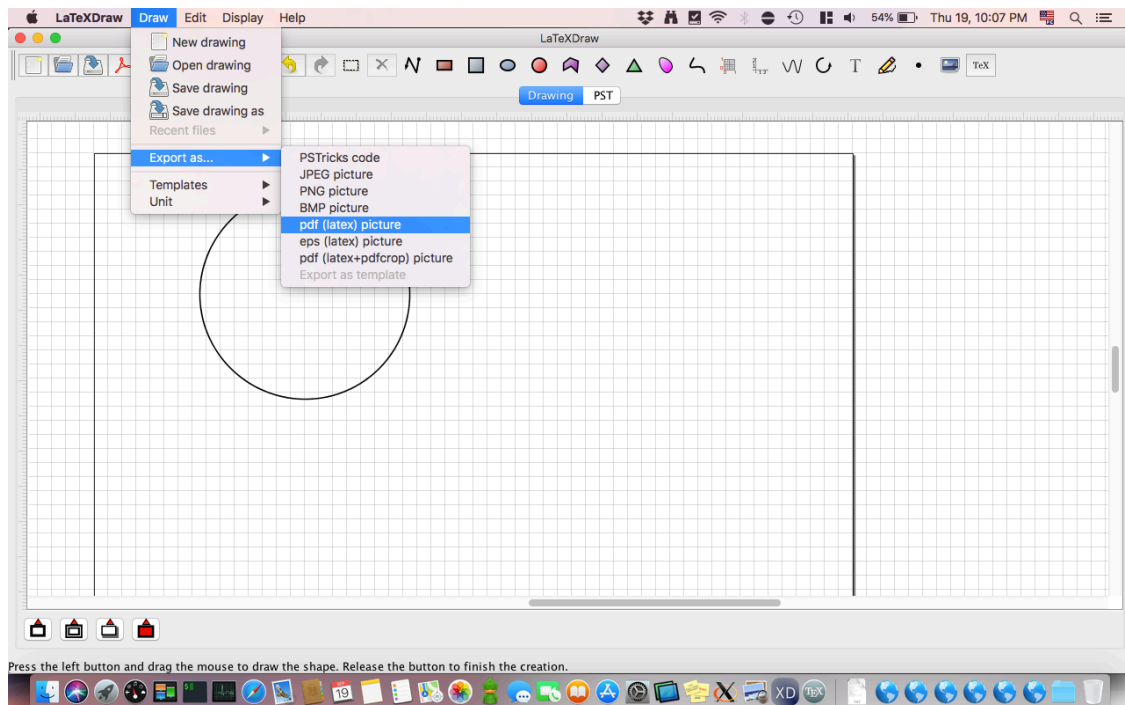 LaTeXDraw Draw Edit Display Help 54% Thu 19, 10:07 PM
LaTeXDraw
New drawing
Open drawing
Save drawing
Save drawing as
Recent files
Export as...
Templates
Unit
PSTricks code
JPEG picture
PNG picture
BMP picture
pdf (latex) picture
eps (latex) picture
pdf (latex+pdfcrop) picture
Export as template
T TeX
Drawing PST
Press the left button and drag the mouse to draw the shape. Release the button to finish the creation.
19 XD TeX